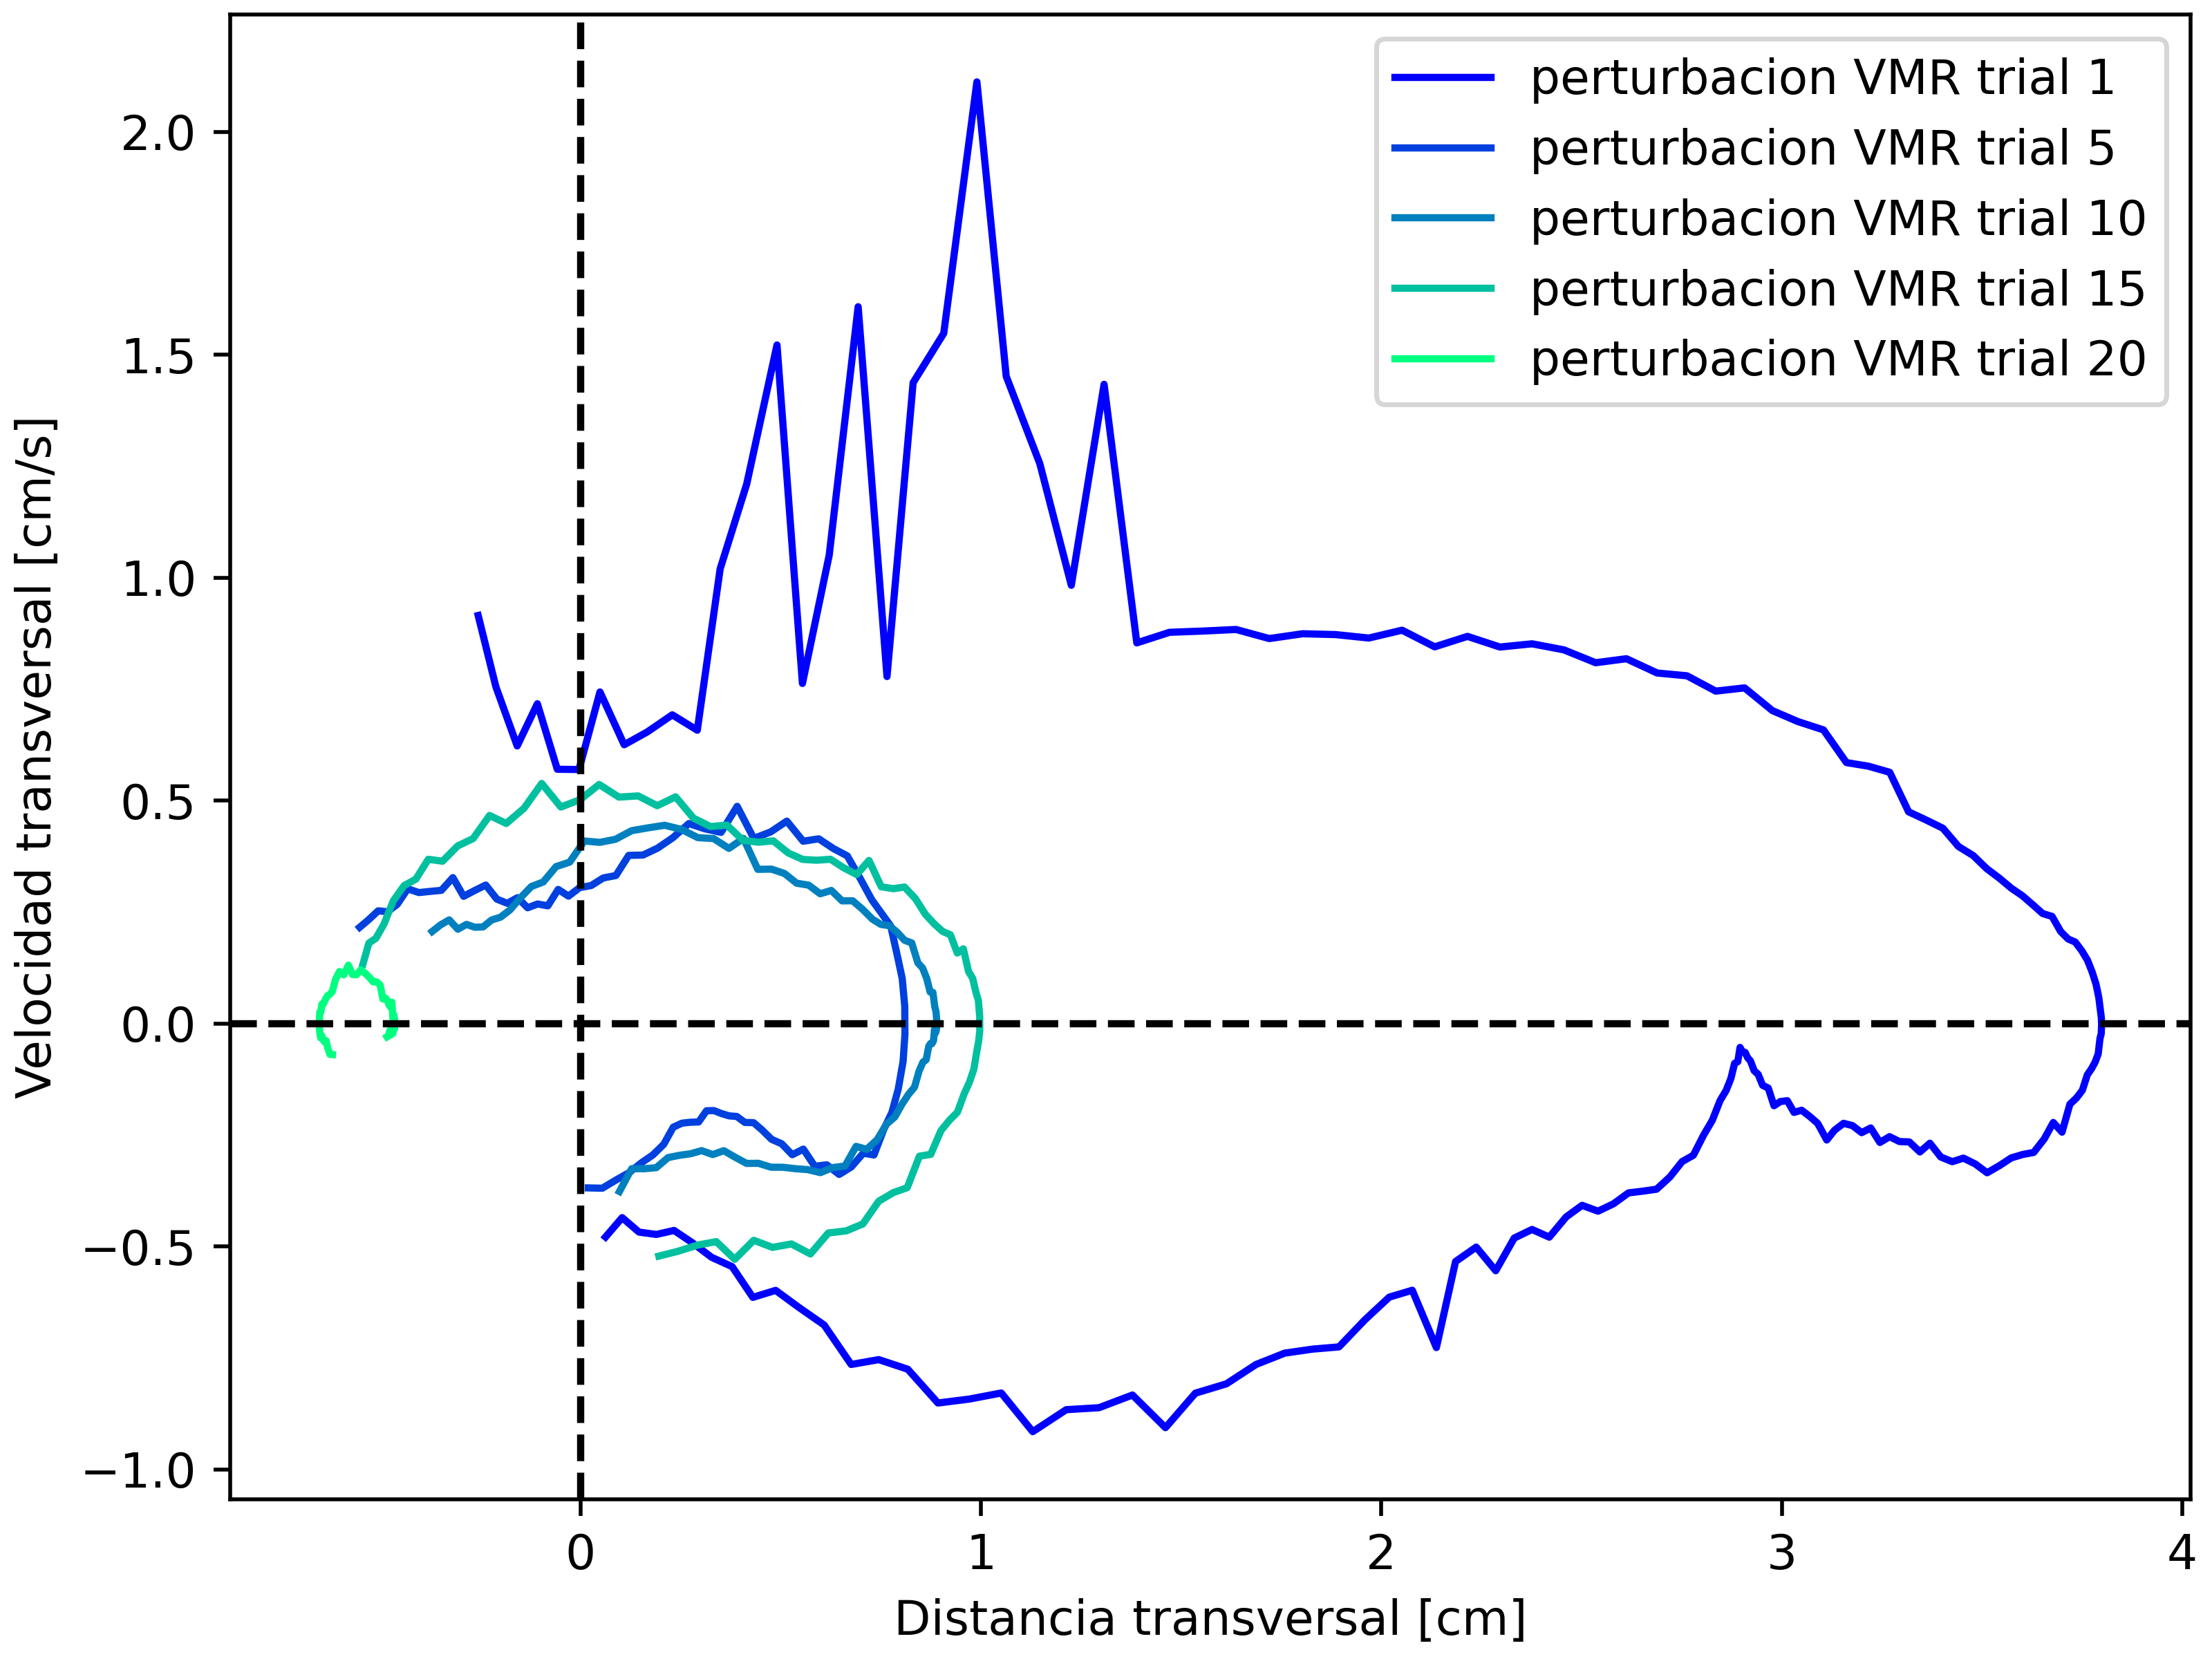 perturbacion VMR trial 1
perturbacion VMR trial 5
perturbacion VMR trial 10
perturbacion VMR trial 15
perturbacion VMR trial 20
Velocidad transversal [cm/s]
2.0
1.5
1.0
0.5
0.0
−0.5
−1.0
0 1 2 3 4
Distancia transversal [cm]